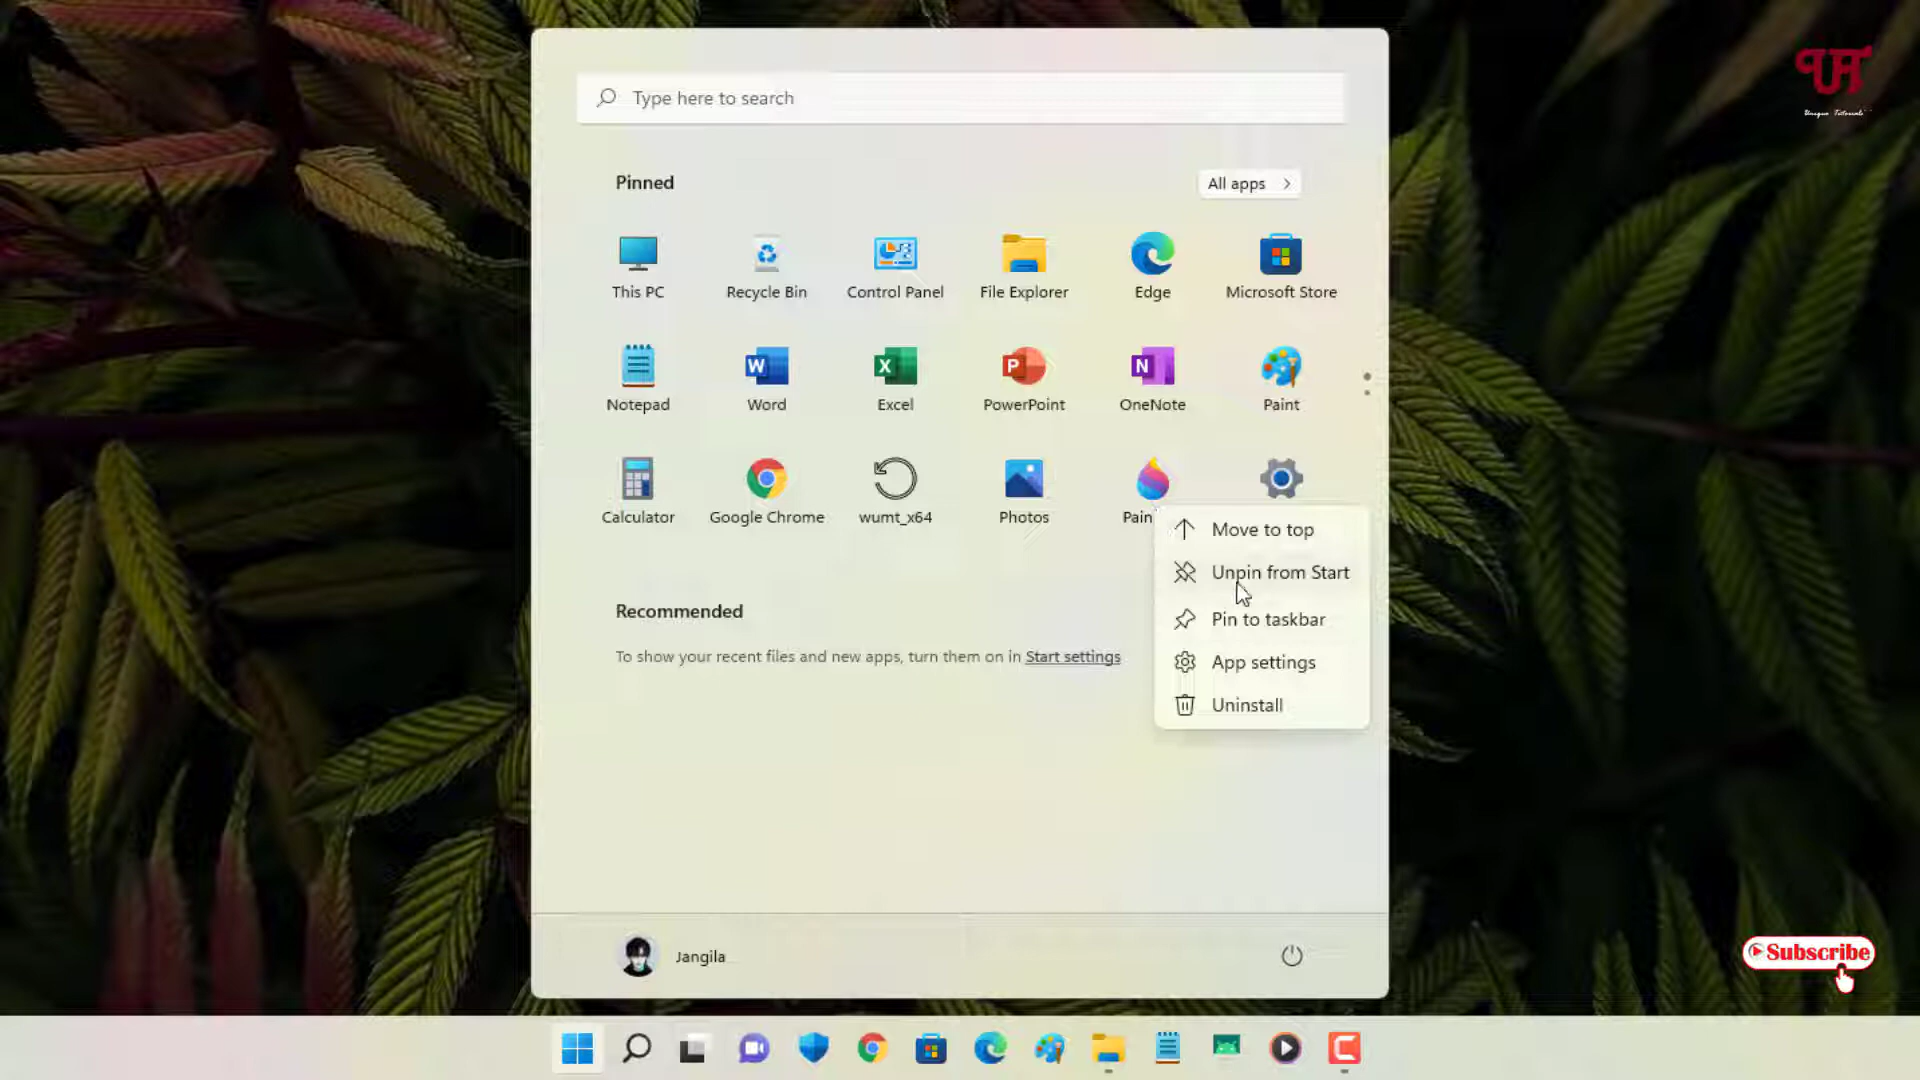 UT
Unique Tutorials
Type here to search
Pinned
All apps
This PC
Recycle Bin
Control Panel
File Explorer
Edge
Microsoft Store
Notepad
Word
Excel
PowerPoint
OneNote
Paint
Calculator
Google Chrome
wumt_x64
Photos
Pain
Move to top
Unpin from Start
Pin to taskbar
App settings
Uninstall
Recommended
To show your recent files and new apps, turn them on in Start settings
Jangila
Subscribe